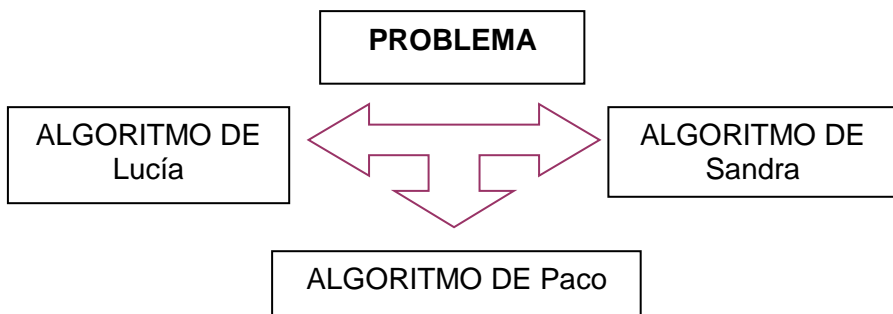 PROBLEMA
ALGORITMO DE
Lucía
ALGORITMO DE
Sandra
ALGORITMO DE Paco